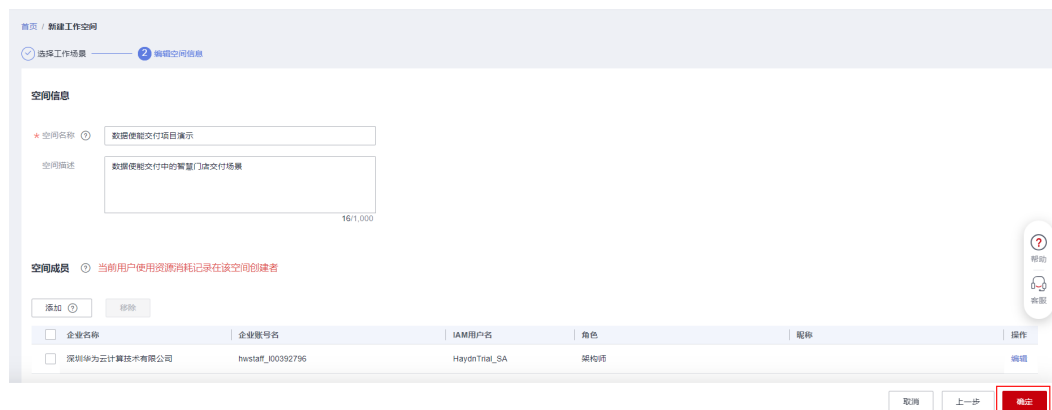 首页 / 新建工作空间
选择工作场景 2 编辑空间信息
空间信息
* 空间名称 ? 数据使能交付项目演示
空间描述 数据使能交付中的智慧门店交付场景
16/1,000
? 帮助
客服
空间成员 ? 当前用户使用资源消耗记录在该空间创建者
添加 ? 移除
企业名称 企业账号名 IAM用户名 角色 昵称 操作
深圳华为云计算技术有限公司 hwstaff_l00392796 HaydnTrial_SA 架构师 编辑
取消 上一步 确定